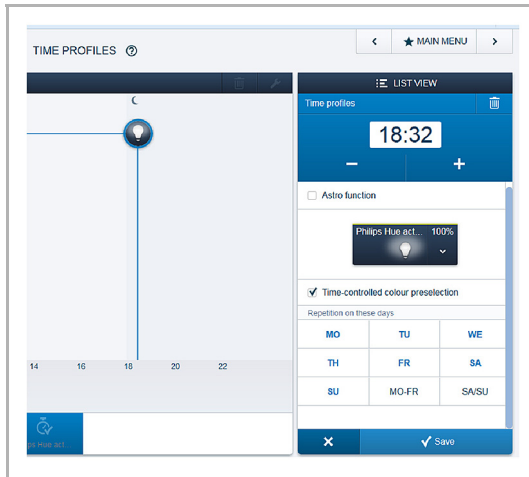 TIME PROFILES
MAIN MENU
LIST VIEW
Time profiles
18:32
Astro function
Philips Hue act... 100%
Time-controlled colour preselection
Repetition on these days
MO TU WE
TH FR SA
SU MO-FR SA/SU
14 16 18 20 22
ps Hue act
Save